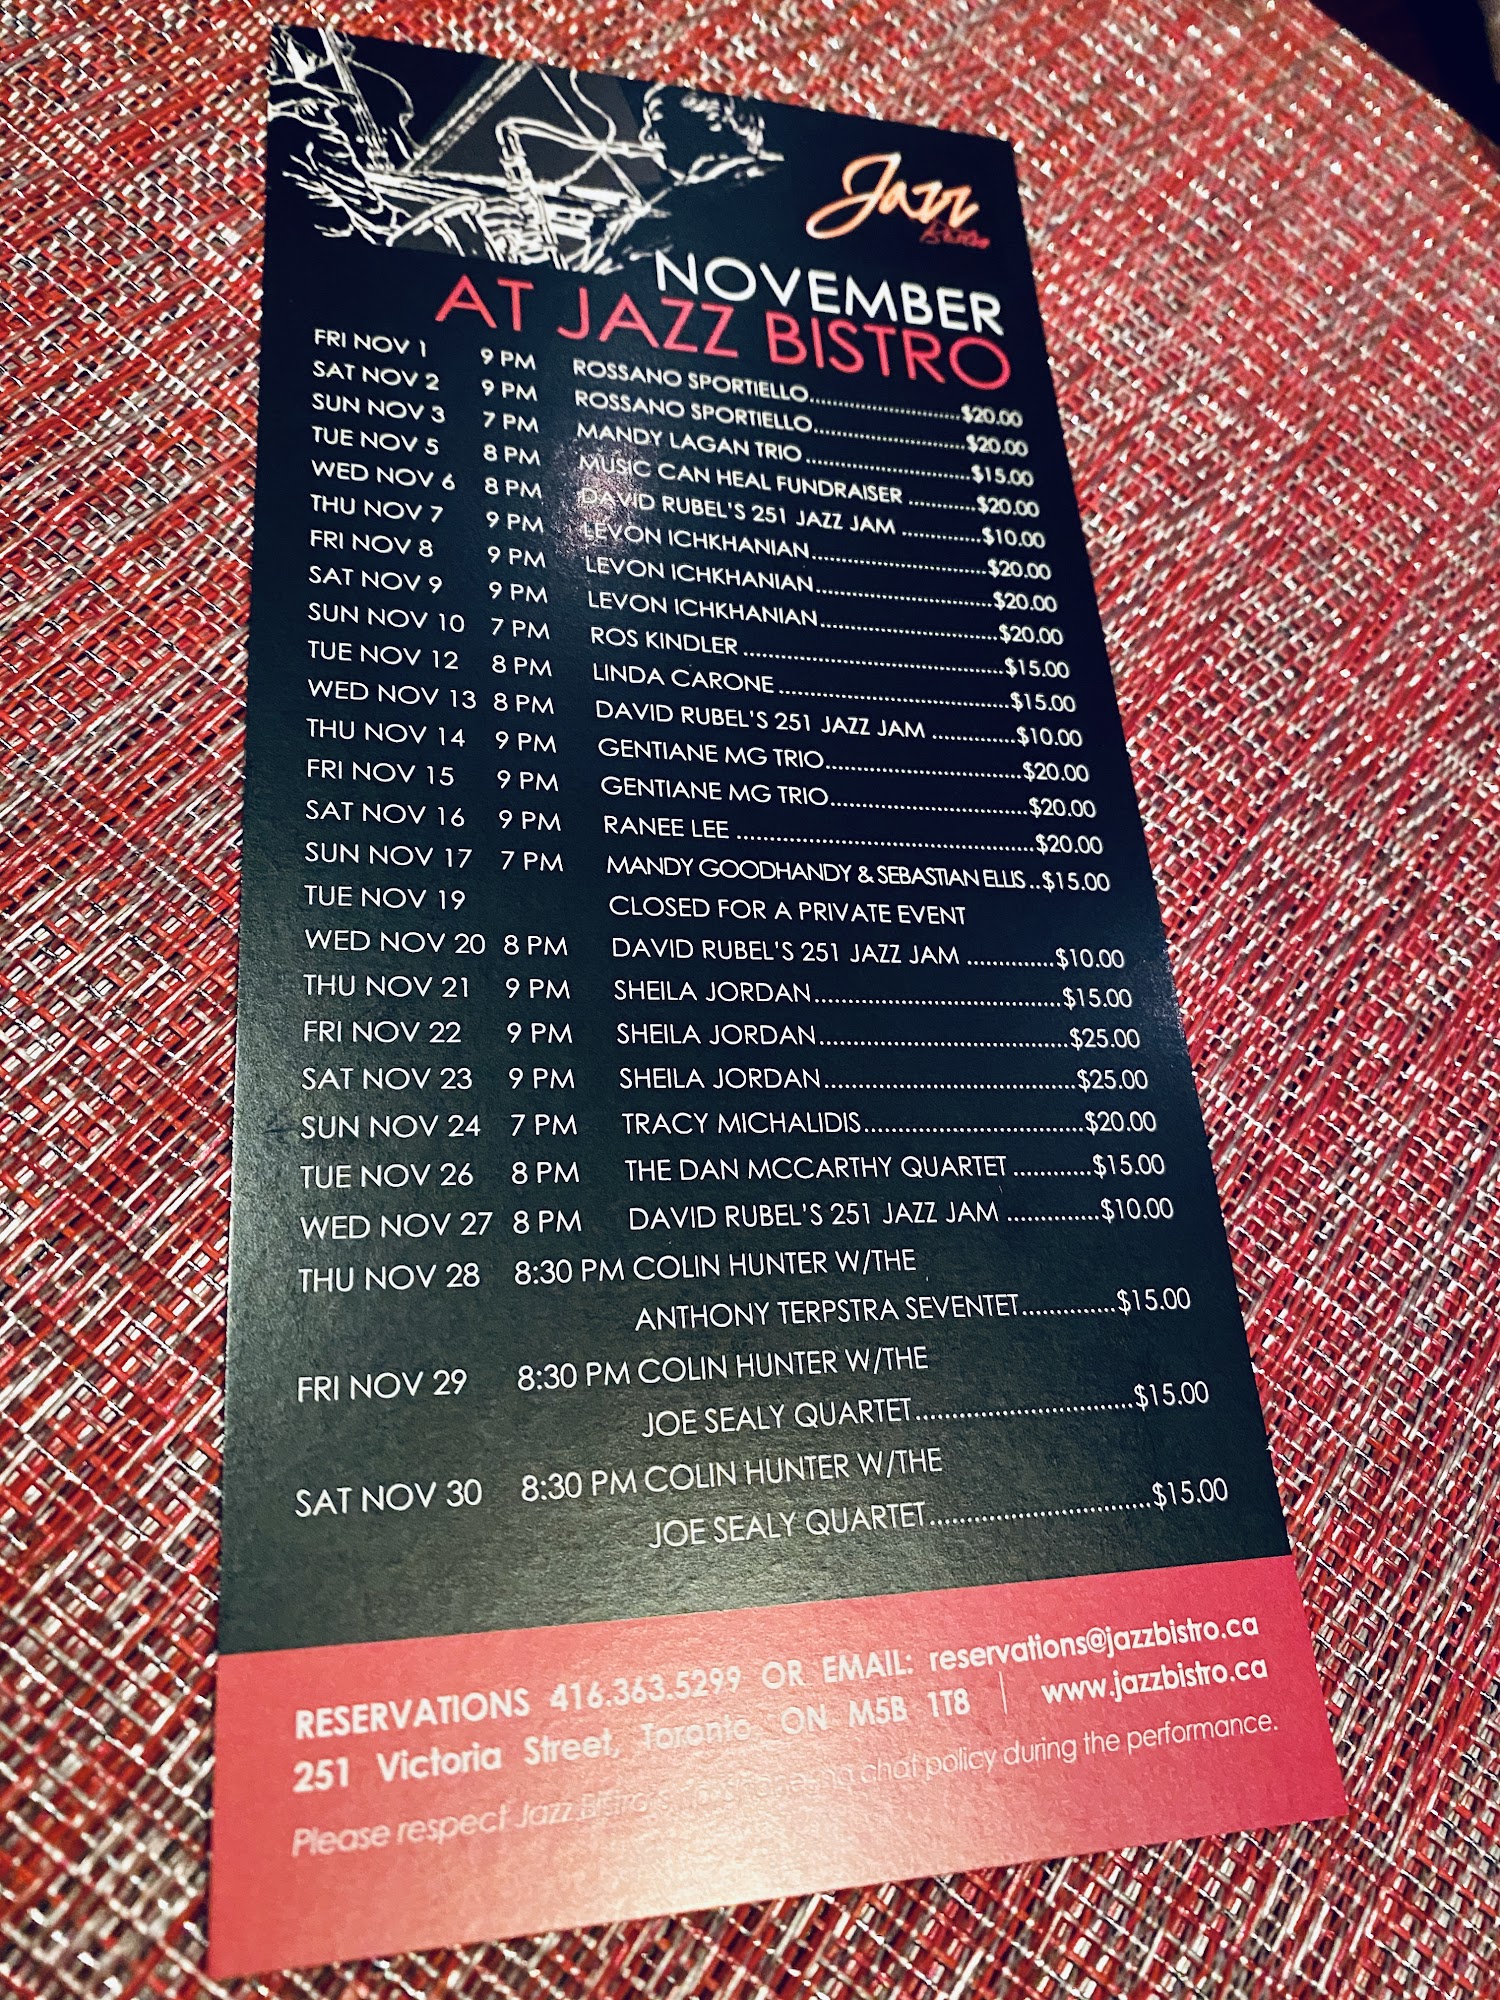 Jazz
Bistro
NOVEMBER
AT JAZZ BISTRO
FRI NOV 1 9 PM ROSSANO SPORTIELLO....................$20.00
SAT NOV 2 9 PM ROSSANO SPORTIELLO....................$20.00
SUN NOV 3 7 PM MANDY LAGAN TRIO....................$15.00
TUE NOV 5 8 PM MUSIC CAN HEAL FUNDRAISER ............$20.00
WED NOV 6 8 PM DAVID RUBEL'S 251 JAZZ JAM ............$10.00
THU NOV 7 9 PM LEVON ICHKHANIAN....................$20.00
FRI NOV 8 9 PM LEVON ICHKHANIAN....................$20.00
SAT NOV 9 9 PM LEVON ICHKHANIAN....................$20.00
SUN NOV 10 7 PM ROS KINDLER ....................$15.00
TUE NOV 12 8 PM LINDA CARONE....................$15.00
WED NOV 13 8 PM DAVID RUBEL'S 251 JAZZ JAM .............$10.00
THU NOV 14 9 PM GENTIANE MG TRIO....................$20.00
FRI NOV 15 9 PM GENTIANE MG TRIO....................$20.00
SAT NOV 16 9 PM RANEE LEE ....................$20.00
SUN NOV 17 7 PM MANDY GOODHANDY & SEBASTIAN ELLIS ..$15.00
TUE NOV 19 CLOSED FOR A PRIVATE EVENT
WED NOV 20 8 PM DAVID RUBEL'S 251 JAZZ JAM .............$10.00
THU NOV 21 9 PM SHEILA JORDAN....................$15.00
FRI NOV 22 9 PM SHEILA JORDAN....................$25.00
SAT NOV 23 9 PM SHEILA JORDAN....................$25.00
SUN NOV 24 7 PM TRACY MICHALIDIS....................$20.00
TUE NOV 26 8 PM THE DAN MCCARTHY QUARTET ............$15.00
WED NOV 27 8 PM DAVID RUBEL'S 251 JAZZ JAM .............$10.00
THU NOV 28 8:30 PM COLIN HUNTER W/THE
ANTHONY TERPSTRA SEVENTET..............$15.00
FRI NOV 29 8:30 PM COLIN HUNTER W/THE
JOE SEALY QUARTET....................$15.00
SAT NOV 30 8:30 PM COLIN HUNTER W/THE
JOE SEALY QUARTET....................$15.00
RESERVATIONS 416.363.5299 OR EMAIL: reservations@jazzbistro.ca
251 Victoria Street, Toronto, ON M5B 1T8 | www.jazzbistro.ca
Please respect Jazz Bistro chat policy during the performance.